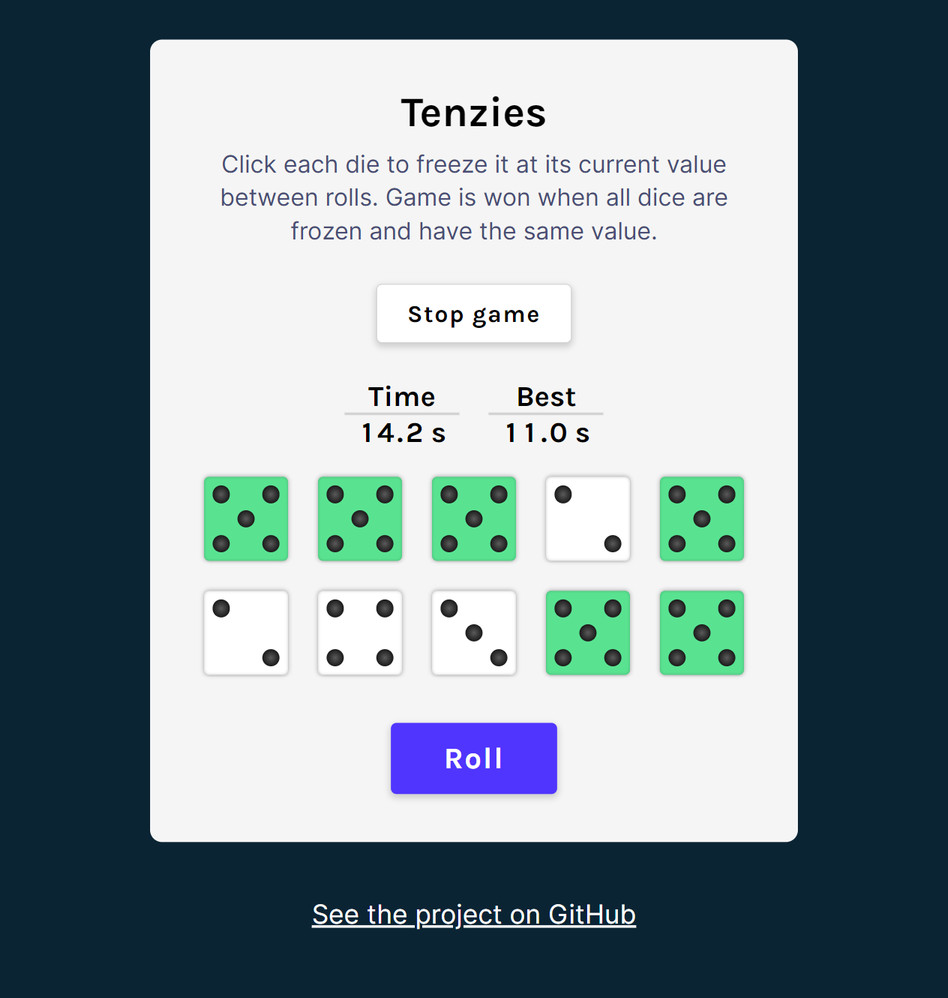 Tenzies
Click each die to freeze it at its current value
between rolls. Game is won when all dice are
frozen and have the same value.
Stop game
Time Best
14.2 s 11.0 s
Roll
See the project on GitHub